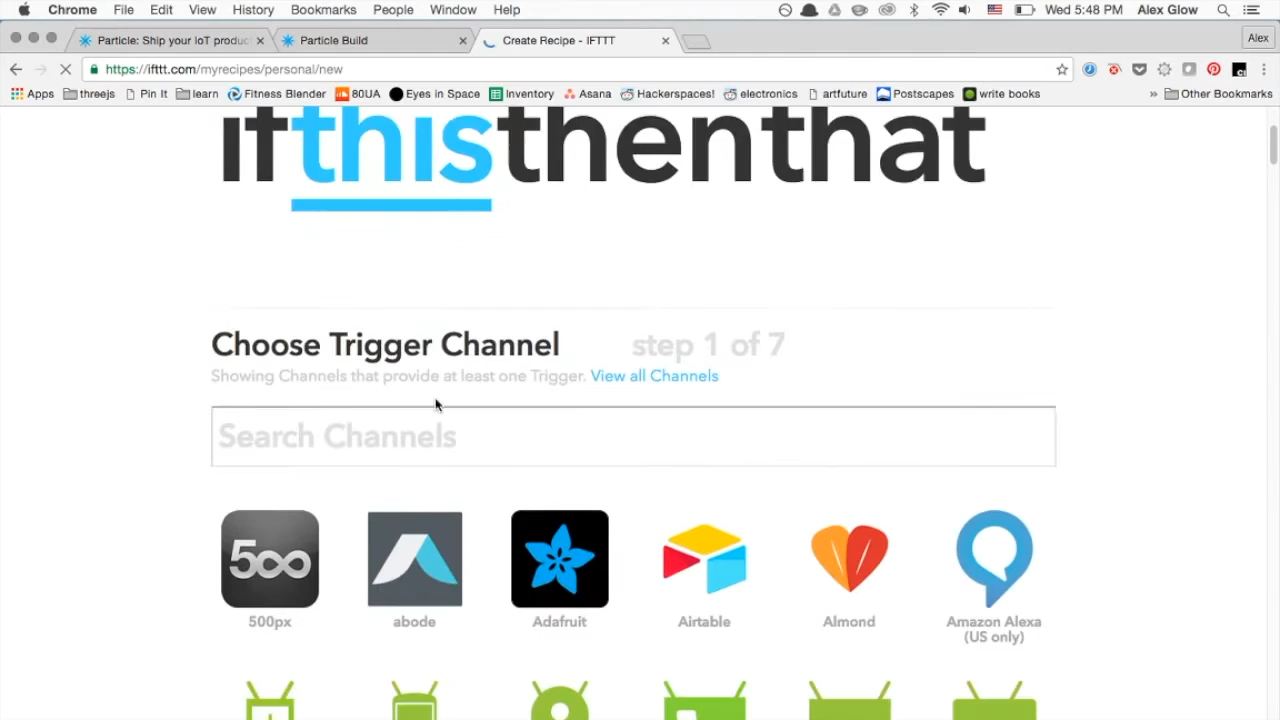 Chrome File Edit View History Bookmarks People Window Help Wed 5:48 PM Alex Glow
Particle: Ship your IoT produc Particle Build Create Recipe - IFTTT Alex
https://ifttt.com/myrecipes/personal/new
Apps threejs Pin It learn Fitness Blender 80UA Eyes in Space Inventory Asana Hackerspaces! electronics artfuture Postscapes write books » Other Bookmarks
ifthisthenthat
Choose Trigger Channel step 1 of 7
Showing Channels that provide at least one Trigger. View all Channels
Search Channels
500
500px abode Adafruit Airtable Almond Amazon Alexa
(US only)